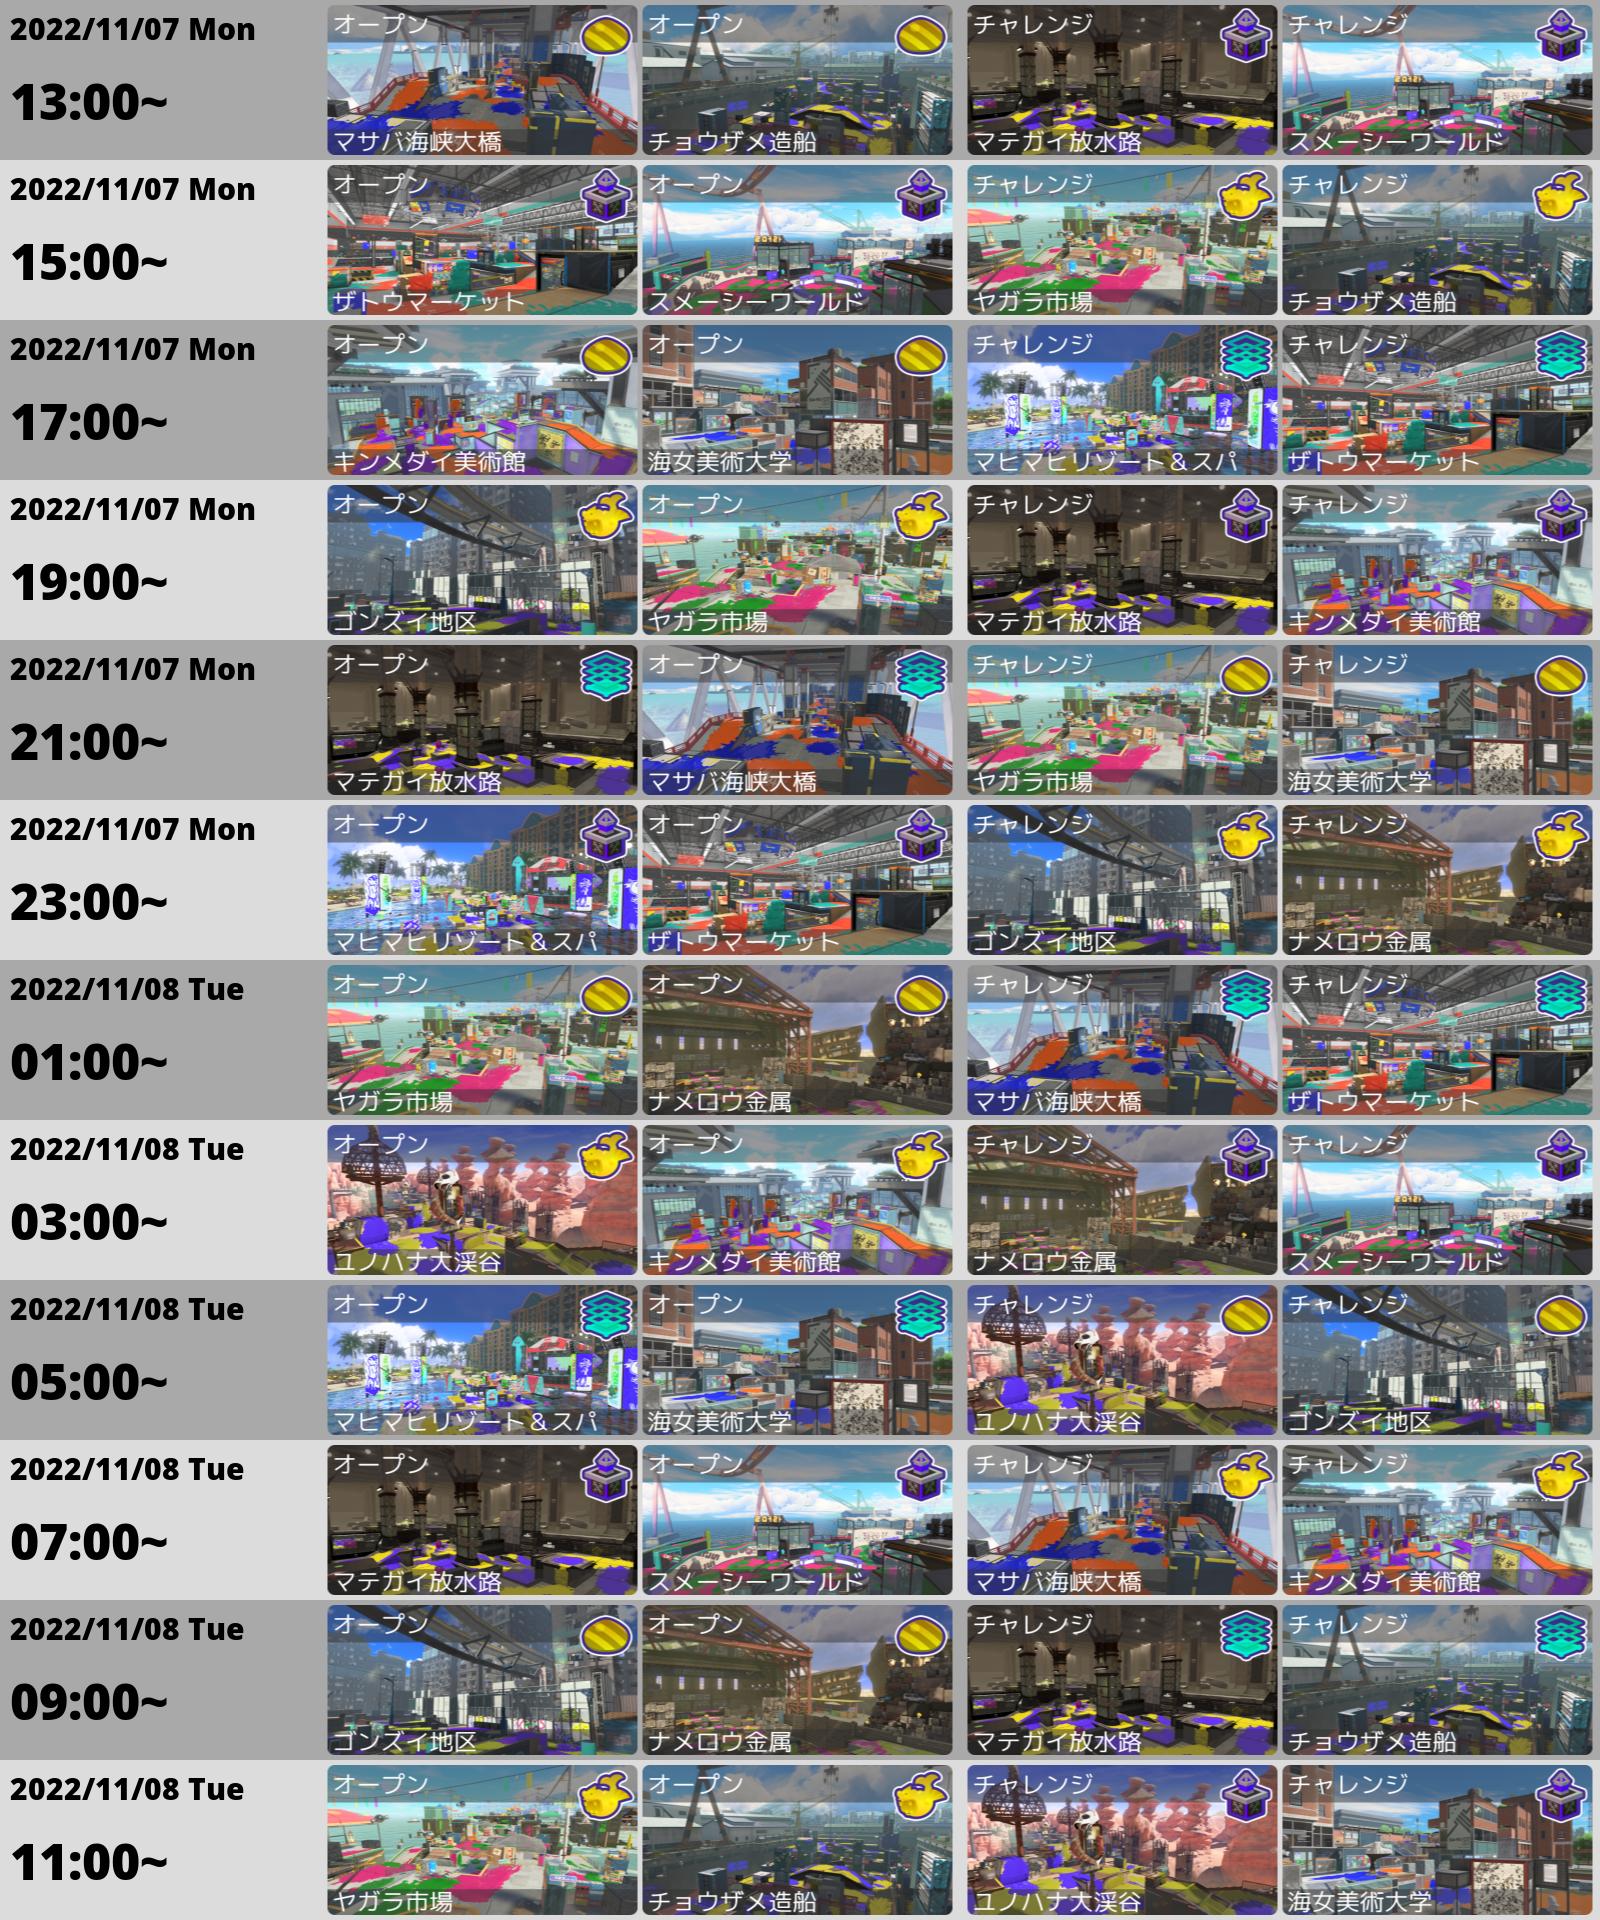 2022/11/07 Mon
13:00~
オープン
マサバ海峡大橋
オープン
チョウザメ造船
チャレンジ
マテガイ放水路
チャレンジ
スメーシーワールド
2022/11/07 Mon
15:00~
オープン
ザトウマーケット
オープン
スメーシーワールド
チャレンジ
ヤガラ市場
チャレンジ
チョウザメ造船
2022/11/07 Mon
17:00~
オープン
キンメダイ美術館
オープン
海女美術大学
チャレンジ
マヒマヒリゾート＆スパ
チャレンジ
ザトウマーケット
2022/11/07 Mon
19:00~
オープン
ゴンズイ地区
オープン
ヤガラ市場
チャレンジ
マテガイ放水路
チャレンジ
キンメダイ美術館
2022/11/07 Mon
21:00~
オープン
マテガイ放水路
オープン
マサバ海峡大橋
チャレンジ
ヤガラ市場
チャレンジ
海女美術大学
2022/11/07 Mon
23:00~
オープン
マヒマヒリゾート＆スパ
オープン
ザトウマーケット
チャレンジ
ゴンズイ地区
チャレンジ
ナメロウ金属
2022/11/08 Tue
01:00~
オープン
ヤガラ市場
オープン
ナメロウ金属
チャレンジ
マサバ海峡大橋
チャレンジ
ザトウマーケット
2022/11/08 Tue
03:00~
オープン
ユノハナ大渓谷
オープン
キンメダイ美術館
チャレンジ
ナメロウ金属
チャレンジ
スメーシーワールド
2022/11/08 Tue
05:00~
オープン
マヒマヒリゾート＆スパ
オープン
海女美術大学
チャレンジ
ユノハナ大渓谷
チャレンジ
ゴンズイ地区
2022/11/08 Tue
07:00~
オープン
マテガイ放水路
オープン
スメーシーワールド
チャレンジ
マサバ海峡大橋
チャレンジ
キンメダイ美術館
2022/11/08 Tue
09:00~
オープン
ゴンズイ地区
オープン
ナメロウ金属
チャレンジ
マテガイ放水路
チャレンジ
チョウザメ造船
2022/11/08 Tue
11:00~
オープン
ヤガラ市場
オープン
チョウザメ造船
チャレンジ
ユノハナ大渓谷
チャレンジ
海女美術大学